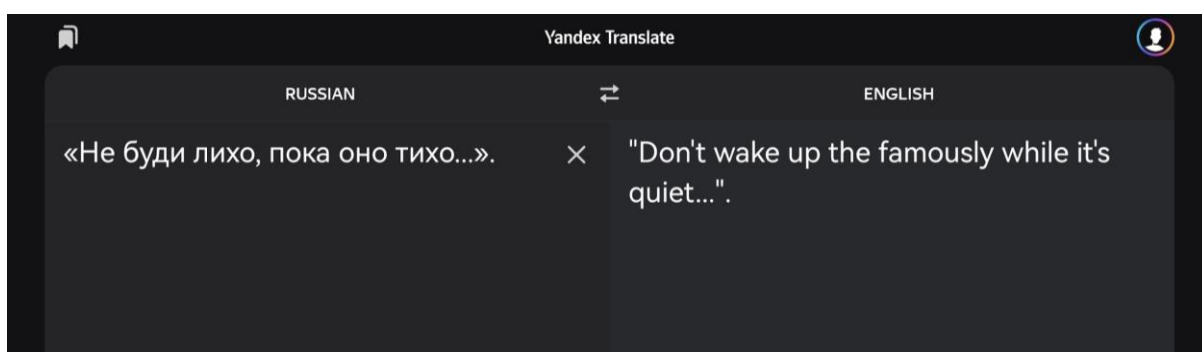 Yandex Translate
RUSSIAN
ENGLISH
«Не буди лихо, пока оно тихо...».
"Don't wake up the famously while it's
quiet...".